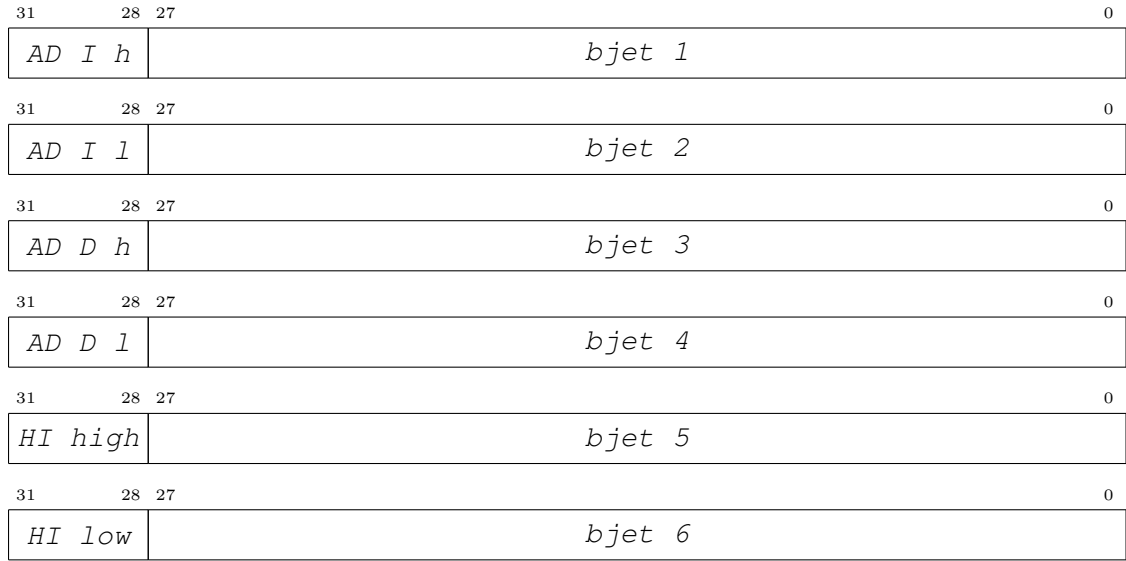 31 28 27 0
AD I h bjet 1
31 28 27 0
AD I l bjet 2
31 28 27 0
AD D h bjet 3
31 28 27 0
AD D l bjet 4
31 28 27 0
HI high bjet 5
31 28 27 0
HI low bjet 6